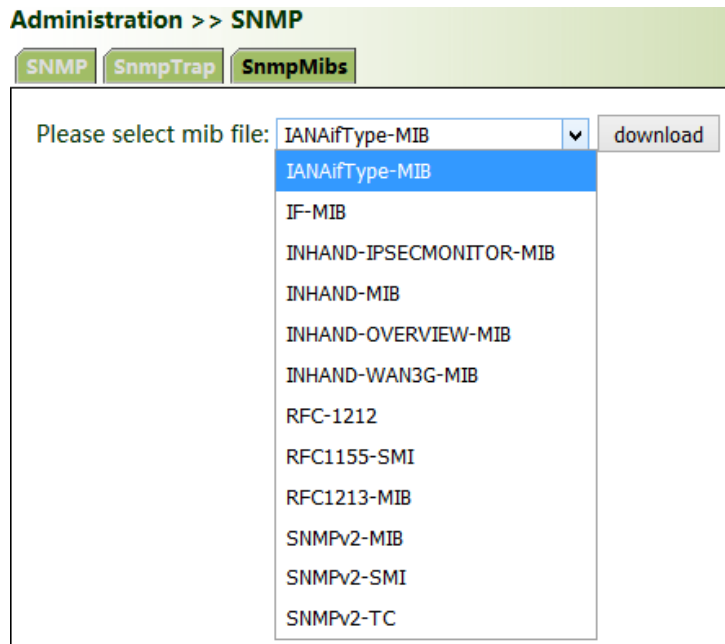 Administration >> SNMP
SNMP SnmpTrap SnmpMibs
Please select mib file: IANAifType-MIB download
IANAifType-MIB
IF-MIB
INHAND-IPSECMONITOR-MIB
INHAND-MIB
INHAND-OVERVIEW-MIB
INHAND-WAN3G-MIB
RFC-1212
RFC1155-SMI
RFC1213-MIB
SNMPv2-MIB
SNMPv2-SMI
SNMPv2-TC